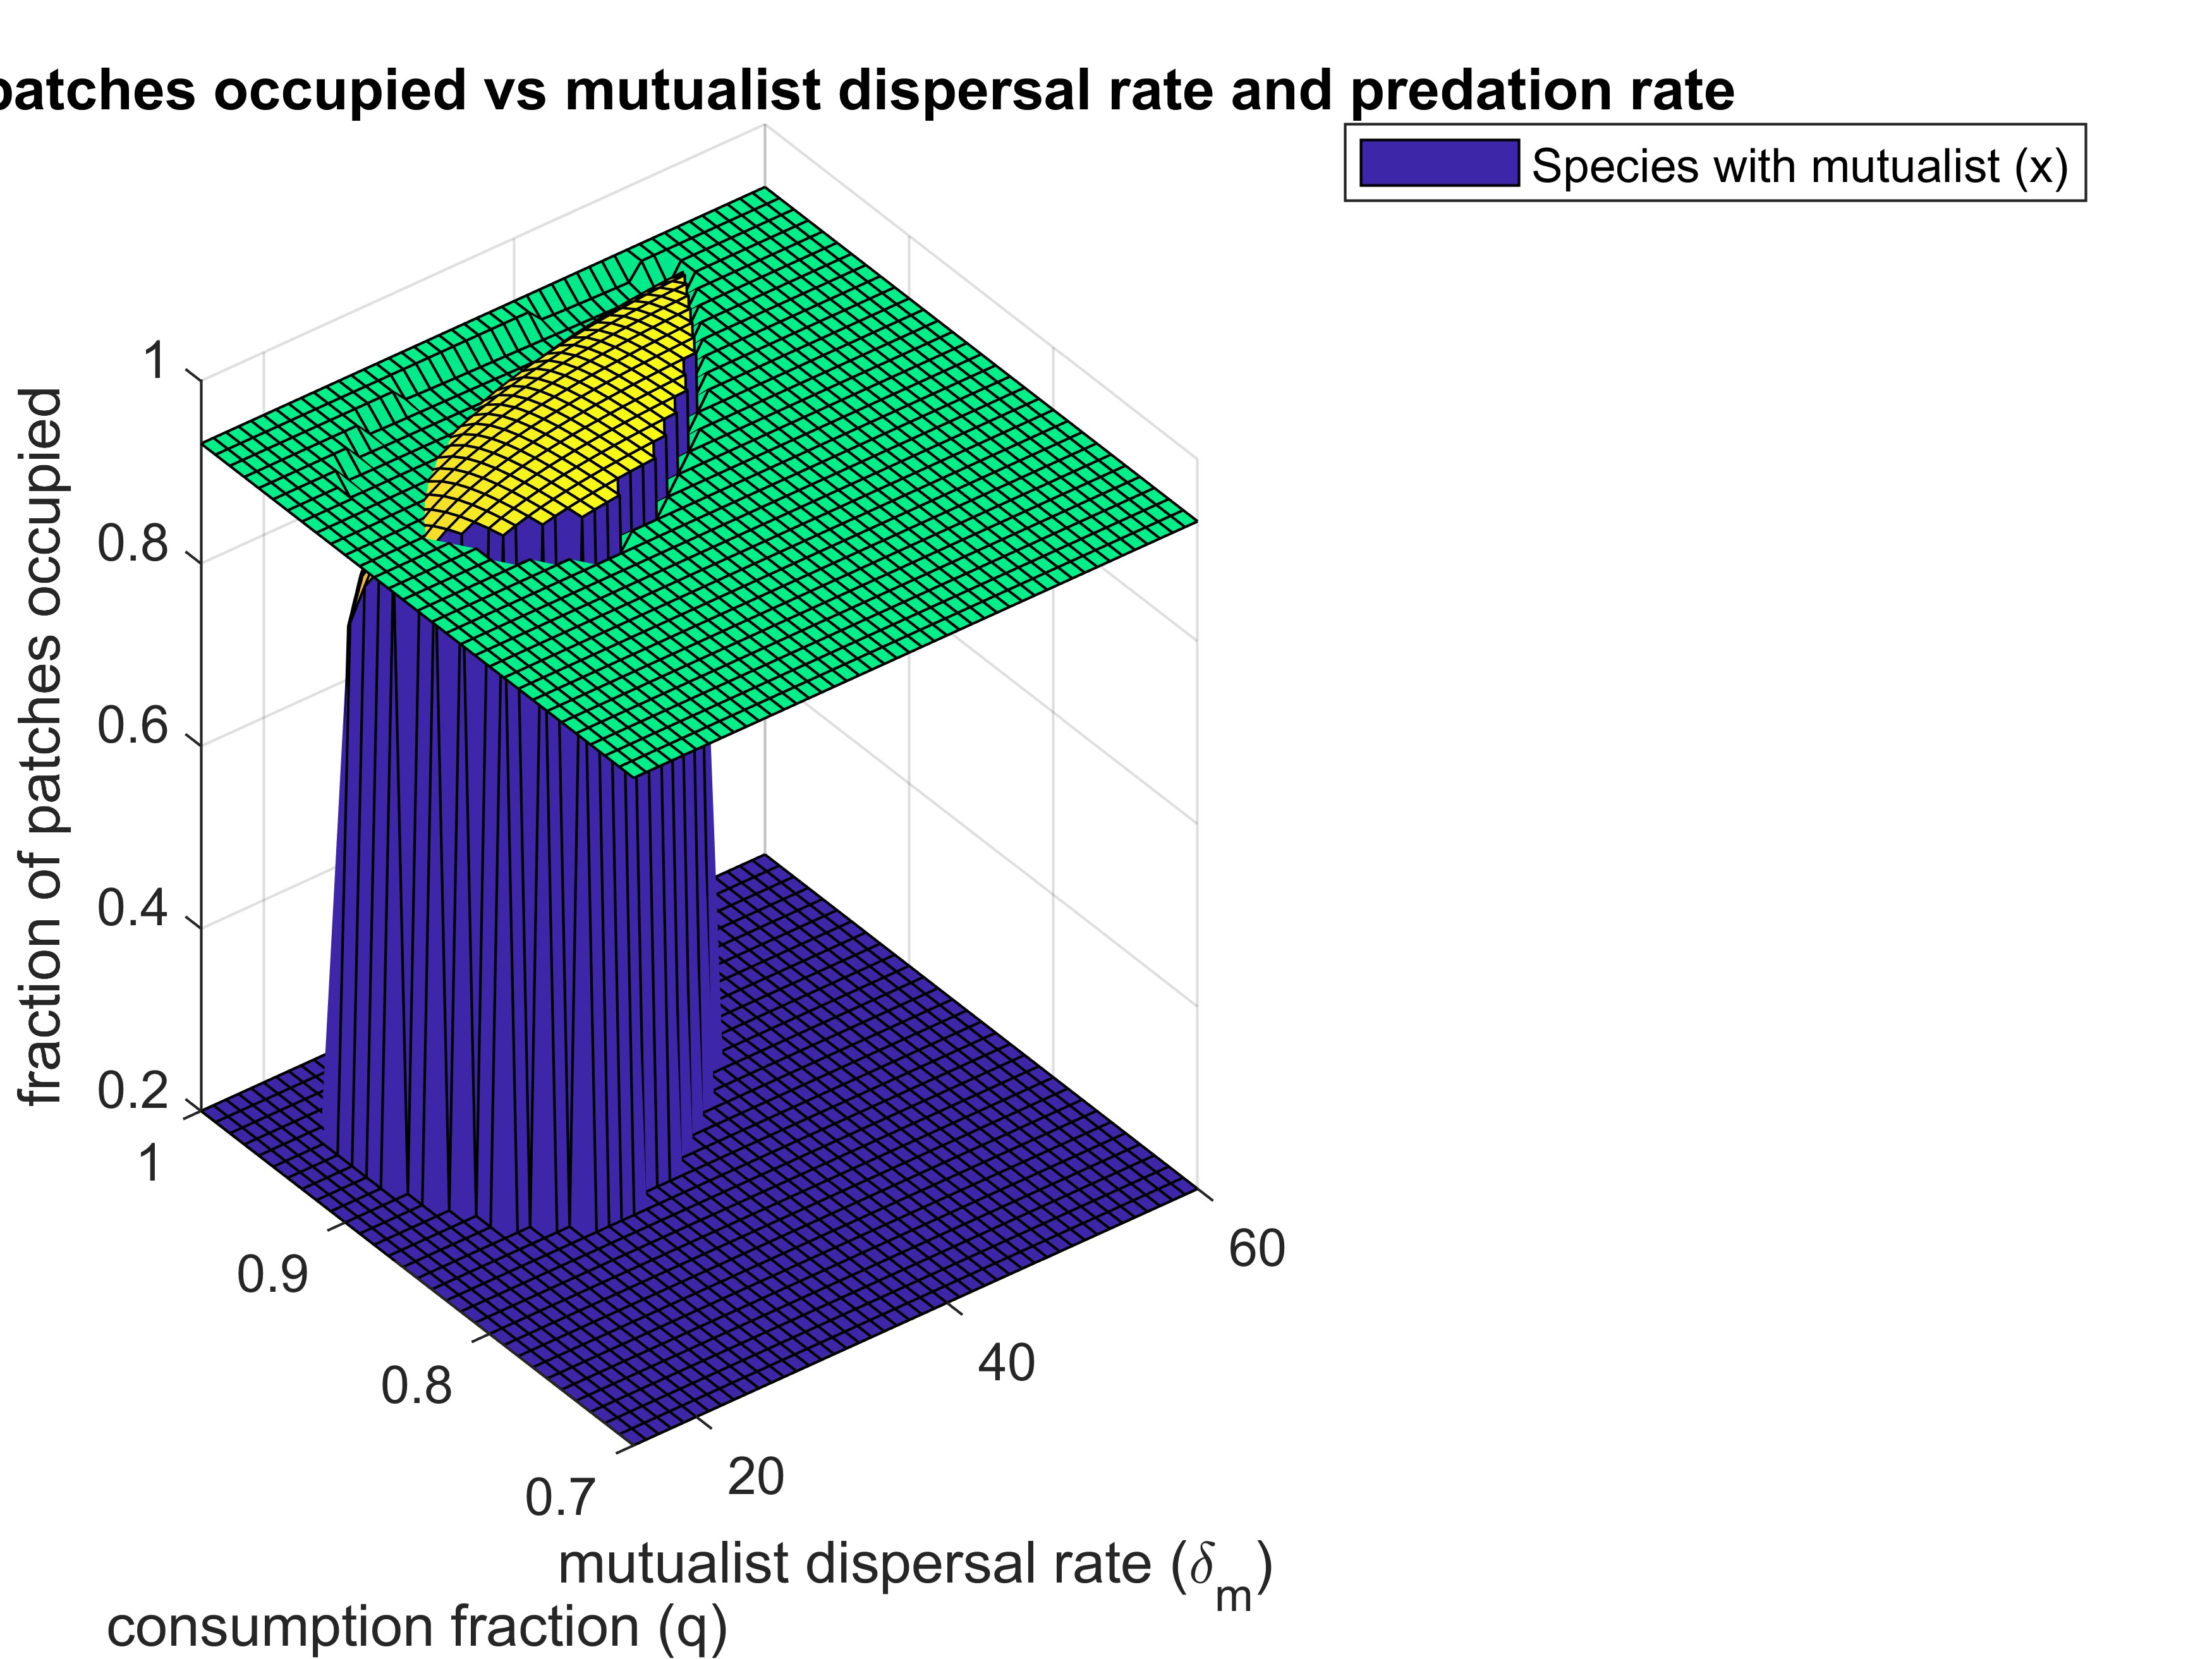 patches occupied vs mutualist dispersal rate and predation rate
Species with mutualist (x)
fraction of patches occupied
1
0.8
0.6
0.4
0.2
1
0.9
0.8
0.7
20
40
60
mutualist dispersal rate (δm)
consumption fraction (q)